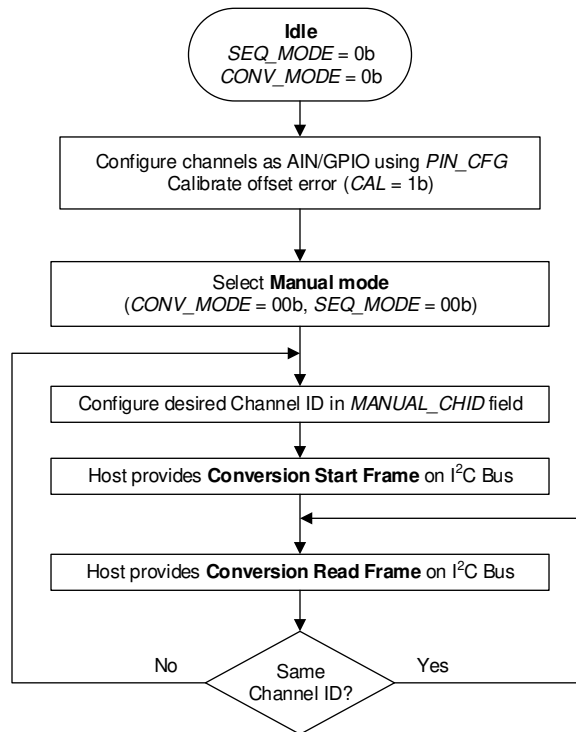 Idle
SEQ_MODE = 0b
CONV_MODE = 0b
Configure channels as AIN/GPIO using PIN_CFG
Calibrate offset error (CAL = 1b)
Select Manual mode
(CONV_MODE = 00b, SEQ_MODE = 00b)
Configure desired Channel ID in MANUAL_CHID field
Host provides Conversion Start Frame on I²C Bus
Host provides Conversion Read Frame on I²C Bus
No
Same
Channel ID?
Yes